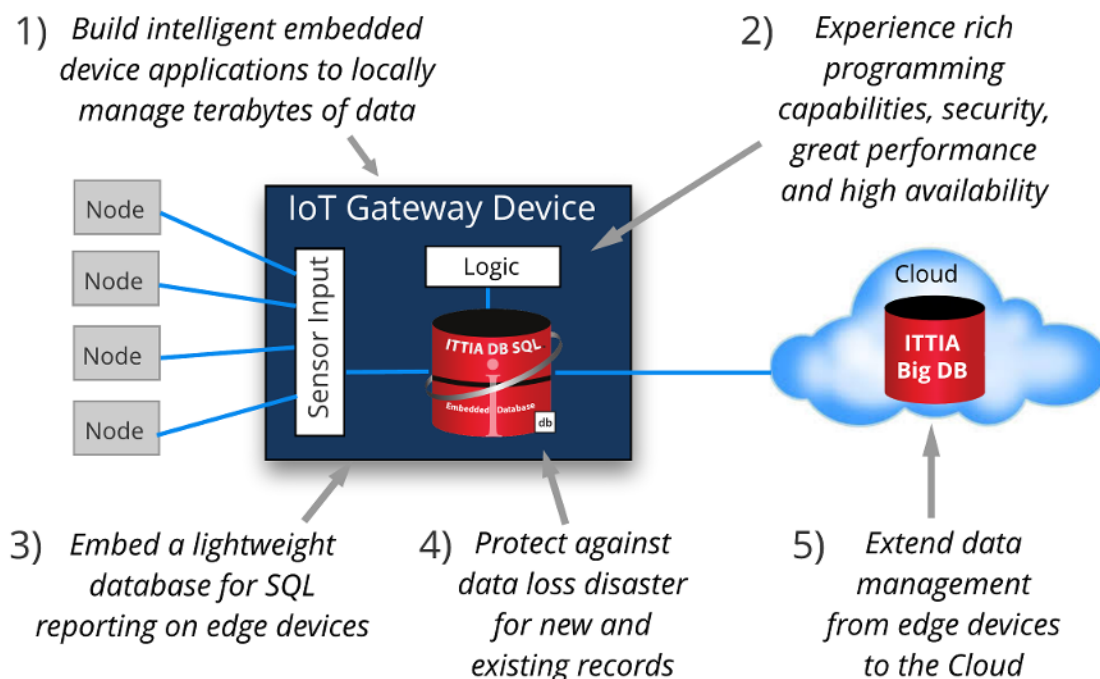 1) Build intelligent embedded
device applications to locally
manage terabytes of data
2) Experience rich
programming
capabilities, security,
great performance
and high availability
Node
Node
Node
Node
IoT Gateway Device
Sensor Input
Logic
ITTIA DB SQL
i
Embedded Database
db
Cloud
ITTIA
Big DB
3) Embed a lightweight
database for SQL
reporting on edge devices
4) Protect against
data loss disaster
for new and
existing records
5) Extend data
management
from edge devices
to the Cloud